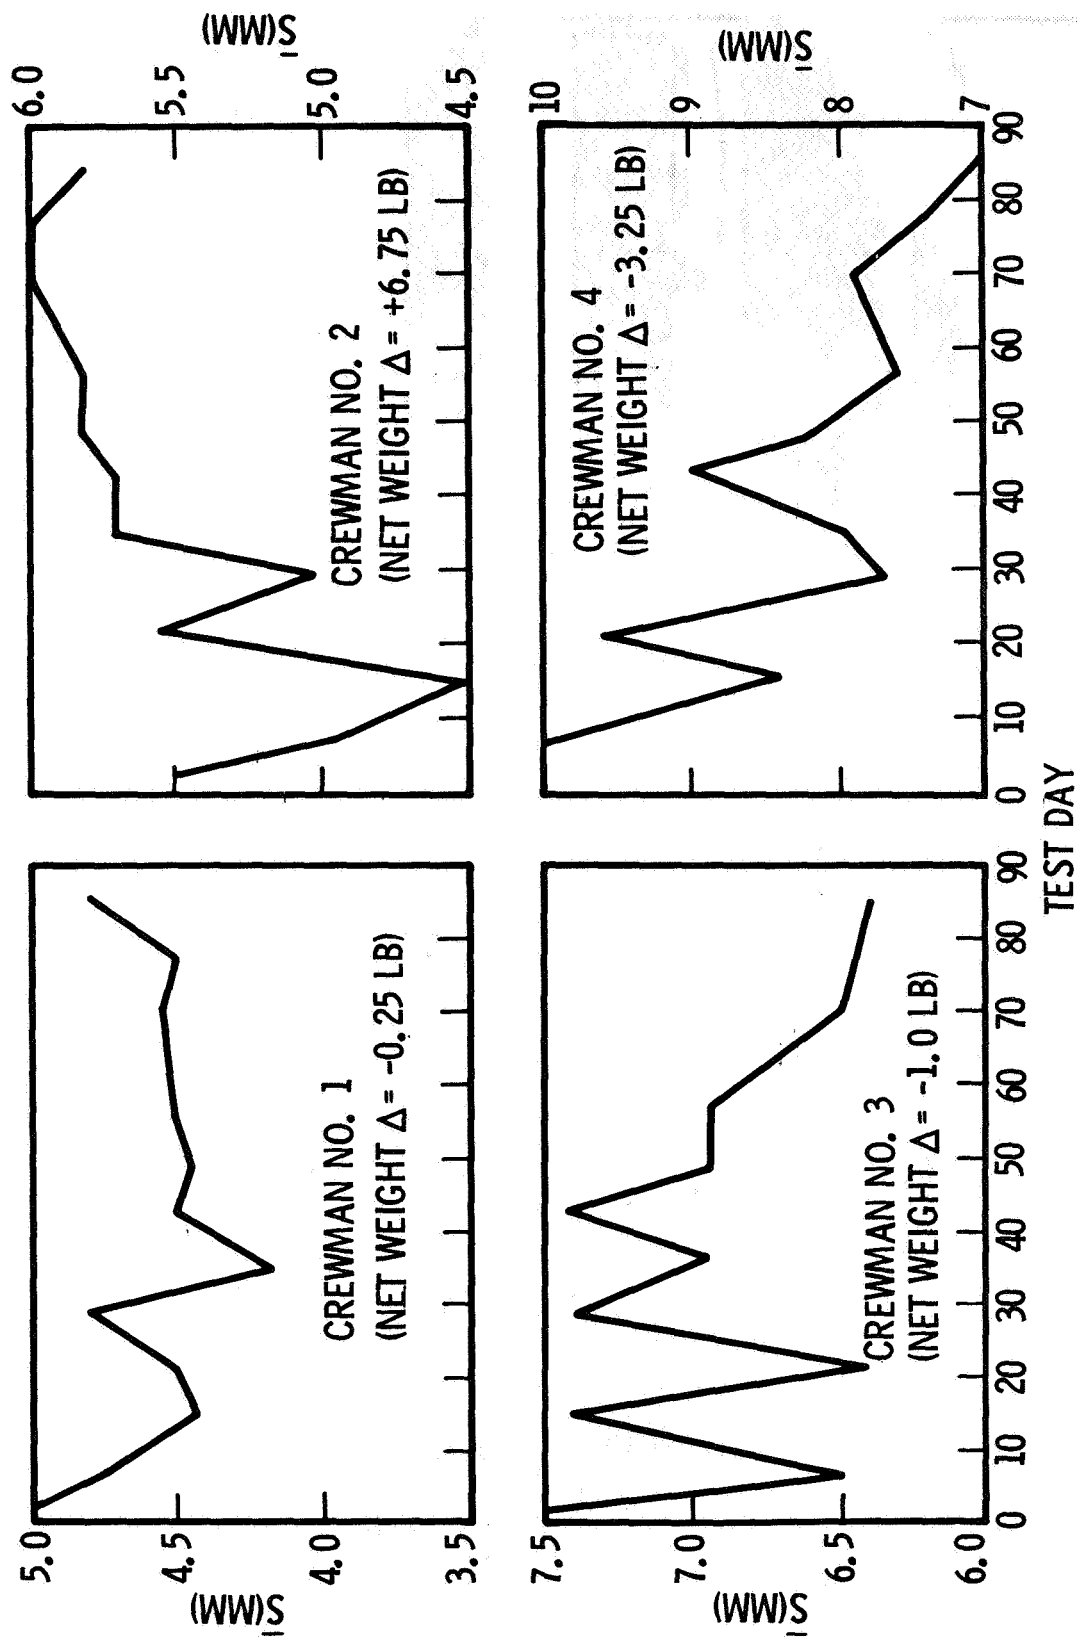 5.0
4.5
4.0
3.5
S(MM)
CREWMAN NO. 1
(NET WEIGHT Δ= -0.25 LB)
6.0
5.5
5.0
4.5
S(MM)
CREWMAN NO. 2
(NET WEIGHT Δ= +6.75 LB)
7.5
7.0
6.5
6.0
S(MM)
CREWMAN NO. 3
(NET WEIGHT Δ= -1.0 LB)
0 10 20 30 40 50 60 70 80 90
10
9
8
7
S(MM)
CREWMAN NO. 4
(NET WEIGHT Δ= -3.25 LB)
0 10 20 30 40 50 60 70 80 90
TEST DAY